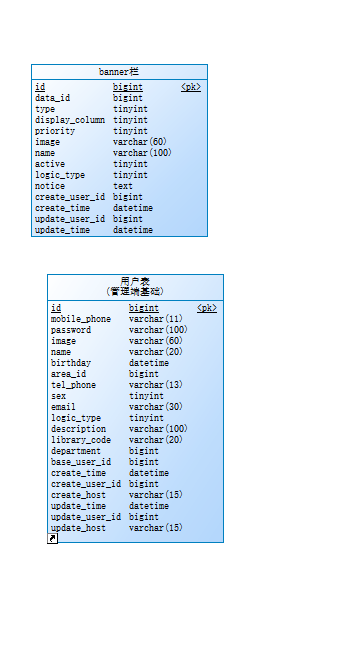 banner栏
id bigint <pk>
data_id bigint
type tinyint
display_column tinyint
priority tinyint
image varchar(60)
name varchar(100)
active tinyint
logic_type tinyint
notice text
create_user_id bigint
create_time datetime
update_user_id bigint
update_time datetime
用户表
(管理端基础)
id bigint <pk>
mobile_phone varchar(11)
password varchar(100)
image varchar(60)
name varchar(20)
birthday datetime
area_id bigint
tel_phone varchar(13)
sex tinyint
email varchar(30)
logic_type tinyint
description varchar(100)
library_code varchar(20)
department bigint
base_user_id bigint
create_time datetime
create_user_id bigint
create_host varchar(15)
update_time datetime
update_user_id bigint
update_host varchar(15)